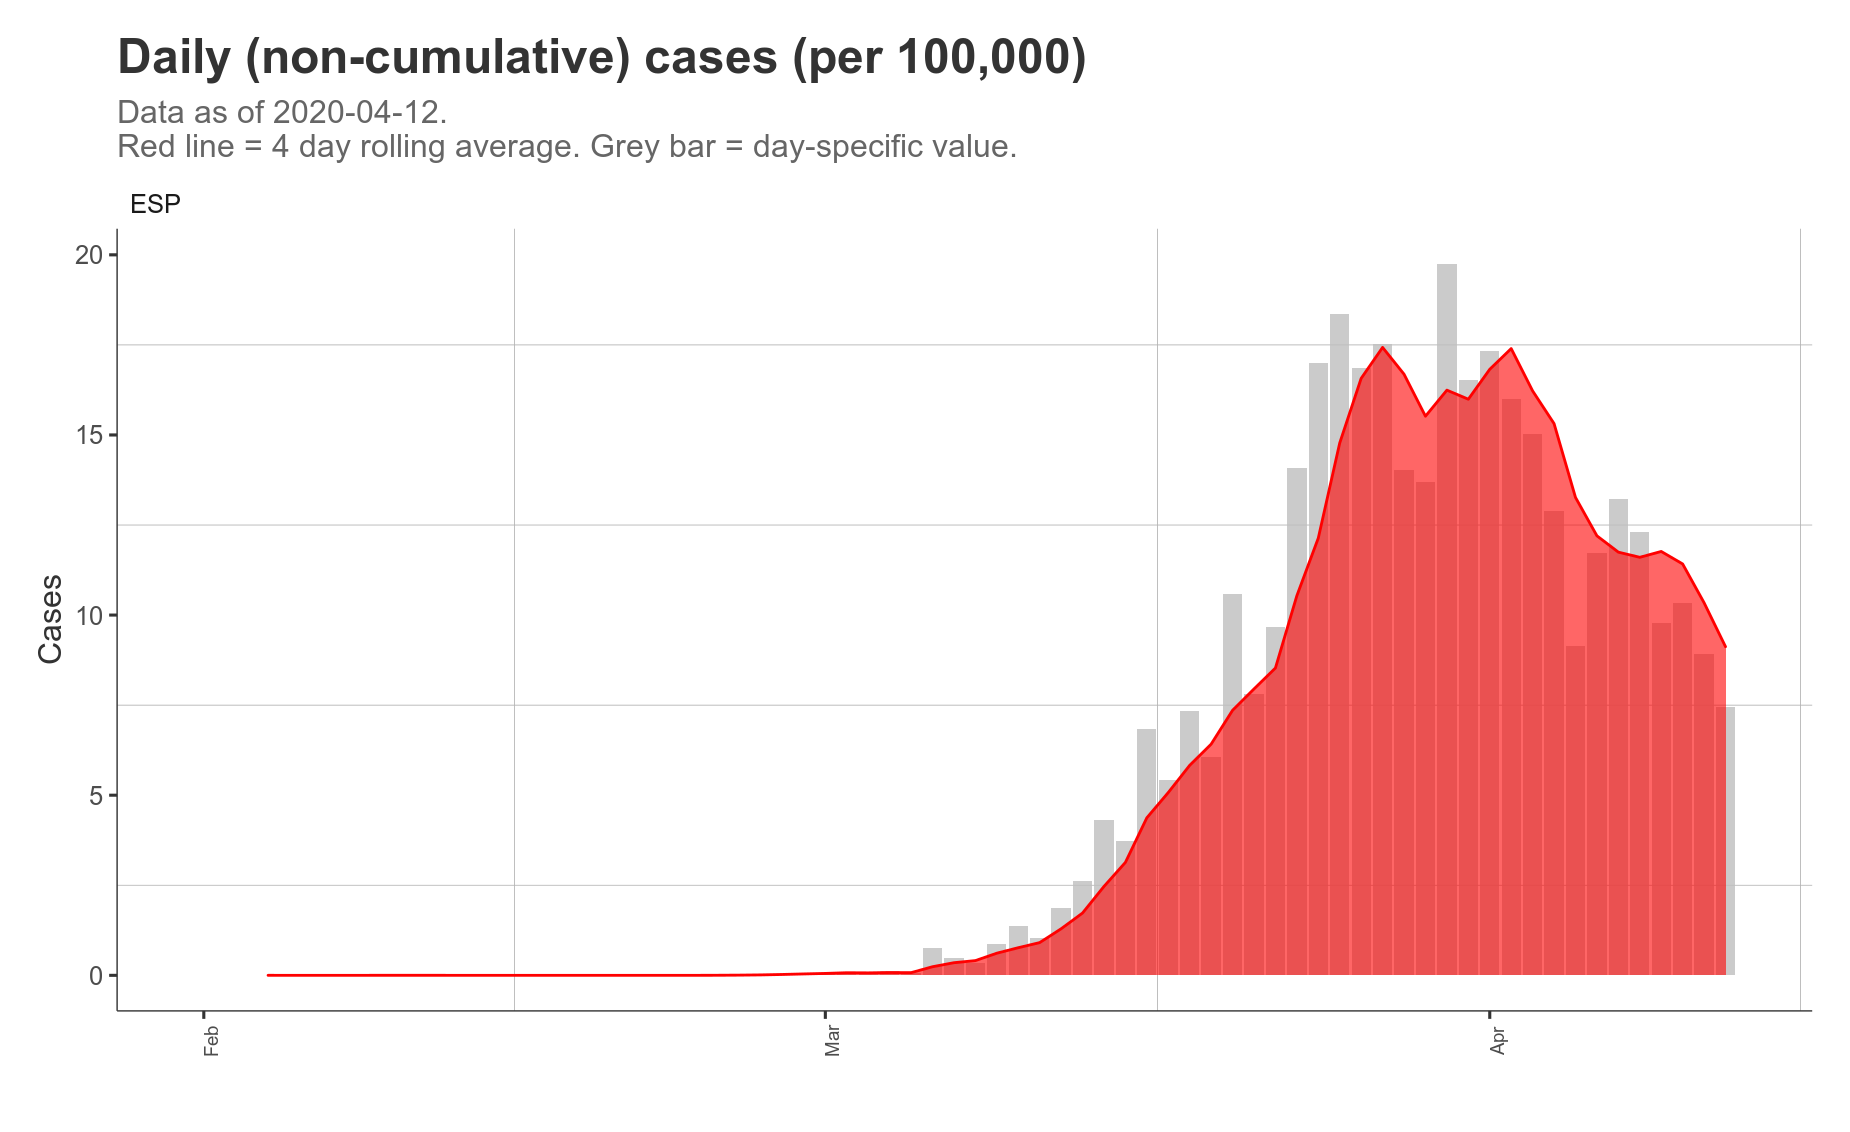 Daily (non-cumulative) cases (per 100,000)
Data as of 2020-04-12.
Red line = 4 day rolling average. Grey bar = day-specific value.
ESP
20
15
10
5
0
Cases
Feb
Mar
Apr